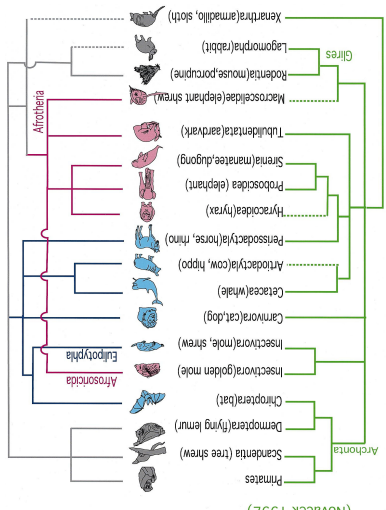 (Novacek 1992)
Primates
Scandentia (tree shrew)
Archonta
Demoptera(flying lemur)
Chiroptera(bat)
Insectivora(golden mole)
Afrosoricida
Insectivora(mole, shrew)
Eulipotyphla
Carnivora(cat,dog)
Cetacea(whale)
Artiodactyla(cow, hippo)
Perissodactyla(horse, rhino)
Hyracoidea(hyrax)
Proboscidea (elephant)
Sirenia(manatee,dugong)
Tubulidentata(aardvark)
Afrotheria
Macroscelidae(elephant shrew)
Rodentia(mouse,porcupine)
Glires
Lagomorpha(rabbit)
Xenarthra(armadillo, sloth)